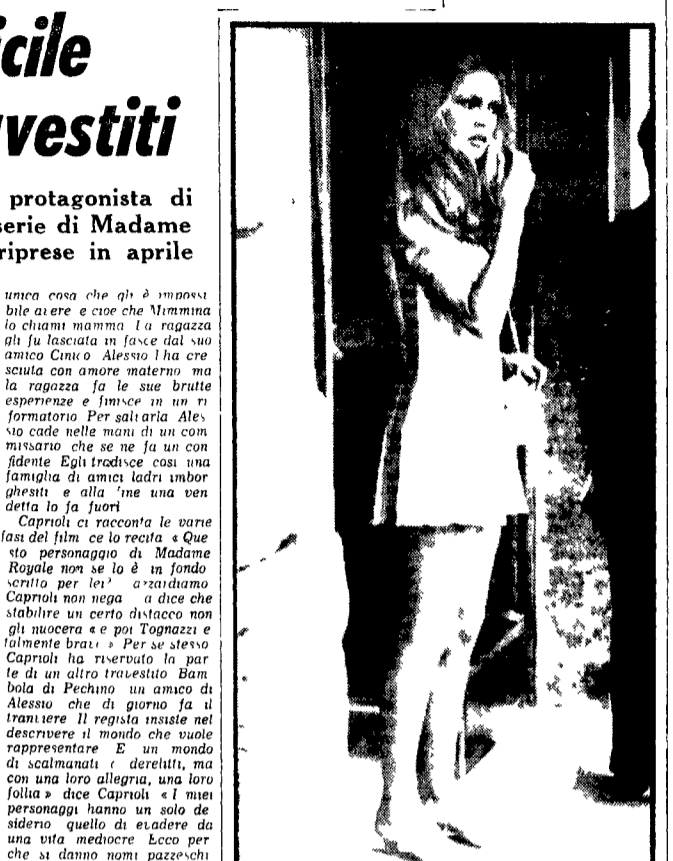 icile
vestiti
protagonista di
serie di Madame
riprese in aprile
unica cosa che gli è impossi
bile avere e cioe che Mimmina
lo chiami mamma La ragazza
gli fu lasciata in fasce dal suo
amico Cinico Alessio l ha cre
sciuta con amore materno ma
la ragazza fa le sue brutte
esperienze e finisce in un ri
formatorio Per salvarla Ales
sio cade nelle mani di un com
missario che se ne fa un con
fidente Egli tradisce cosi una
famiglia di amici ladri imbor
ghesiti e alla fine una ven
detta lo fa fuori
Caprioli ci racconta le varie
fasi del film ce lo recita « Que
sto personaggio di Madame
Royale non se lo è in fondo
scritto per lei? azzardiamo
Caprioli non nega a dice che
stabilire un certo distacco non
gli nuocera « e poi Tognazzi e
talmente bravo » Per se stesso
Caprioli ha riservato la par
te di un altro travestito Bam
bola di Pechino un amico di
Alessio che di giorno fa il
tranviere Il regista insiste nel
descrivere il mondo che vuole
rappresentare E un mondo
di scalmanati derelitti, ma
con una loro allegria, una loro
follia » dice Caprioli « I miei
personaggi hanno un solo de
siderio quello di evadere da
una vita mediocre Ecco per
che si danno nomi pazzeschi